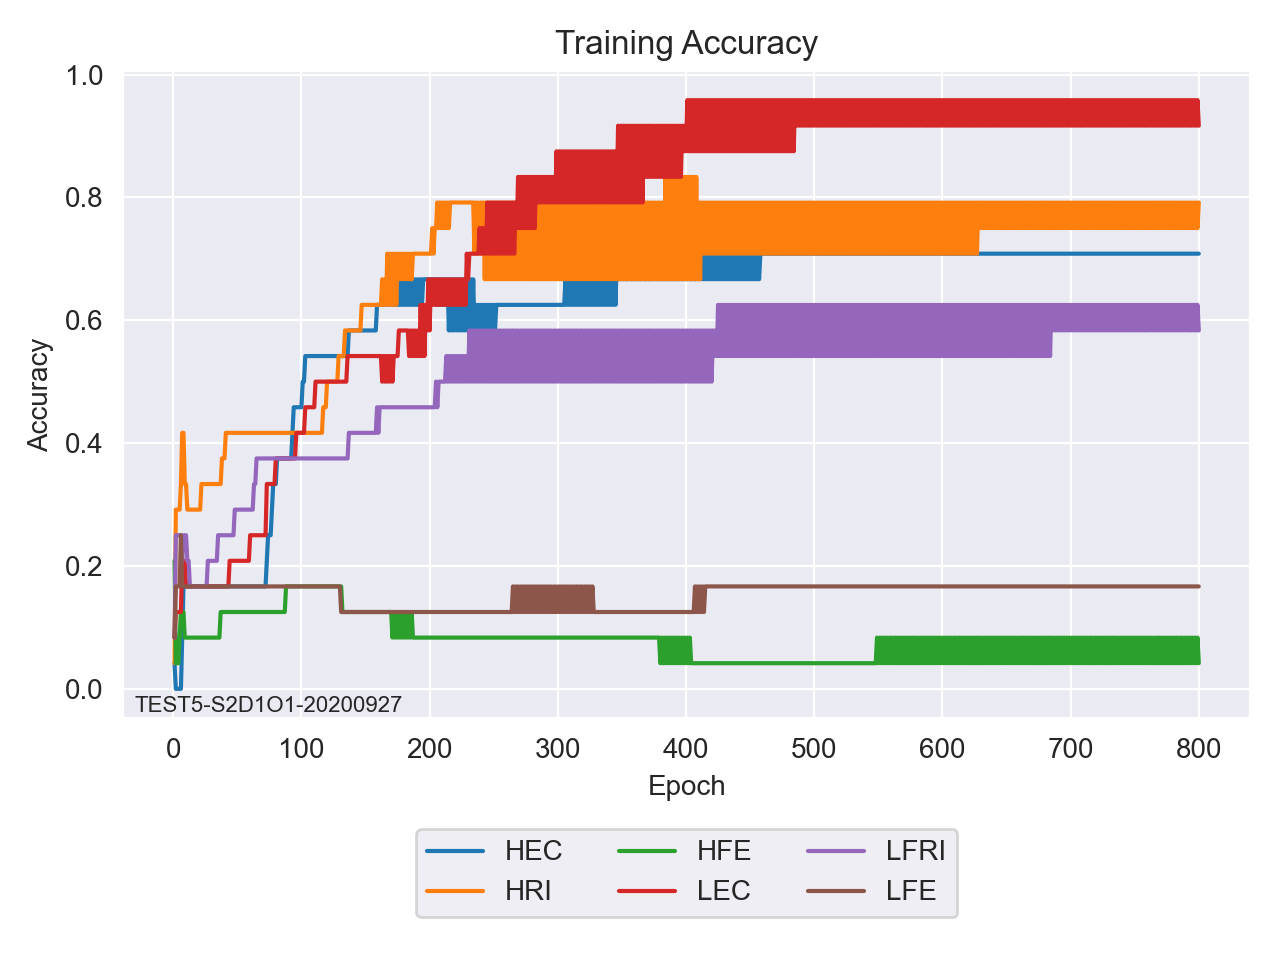 Training Accuracy
1.0
0.8
0.6
0.4
0.2
0.0
Accuracy
TEST5-S2D1O1-20200927
0 100 200 300 400 500 600 700 800
Epoch
HEC HFE LFRI
HRI LEC LFE